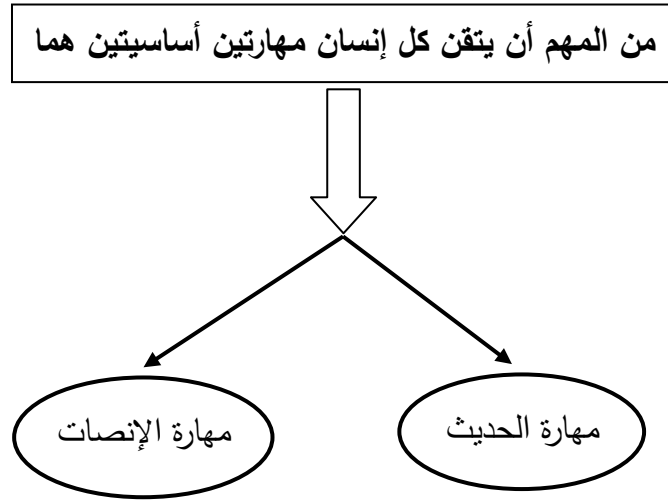 من المهم أن يتقن كل إنسان مهارتين أساسيتين هما
مهارة الحديث
مهارة الإنصات